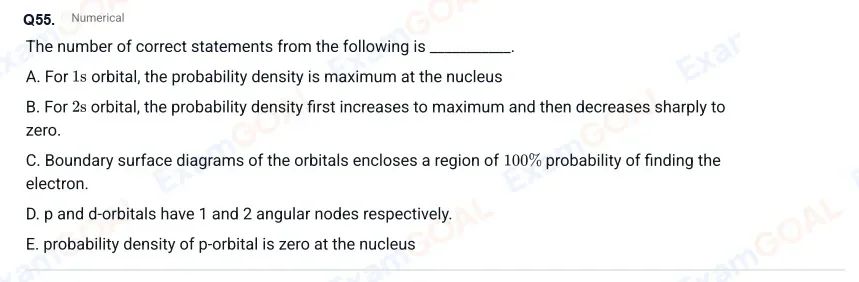 Q55. Numerical
The number of correct statements from the following is __________.
A. For 1s orbital, the probability density is maximum at the nucleus
B. For 2s orbital, the probability density first increases to maximum and then decreases sharply to
zero.
C. Boundary surface diagrams of the orbitals encloses a region of 100% probability of finding the
electron.
D. p and d-orbitals have 1 and 2 angular nodes respectively.
E. probability density of p-orbital is zero at the nucleus
ExamGOAL